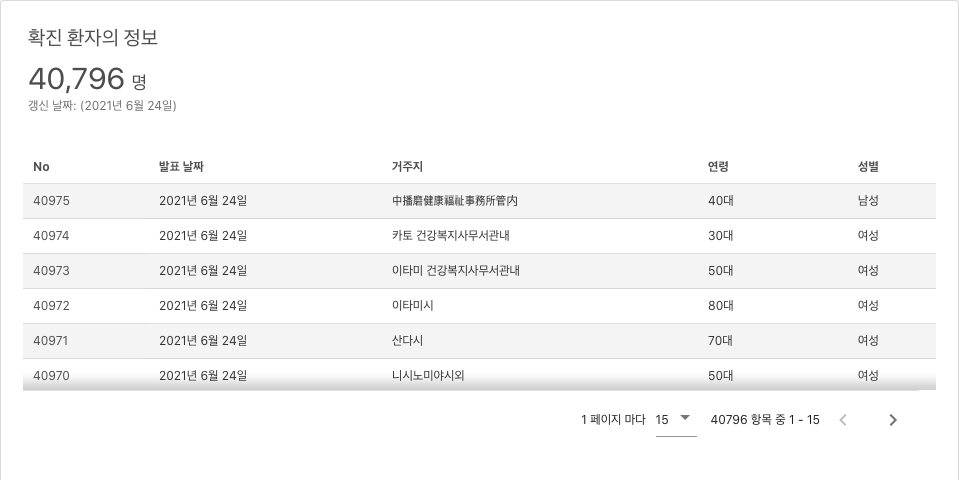 확진 환자의 정보
40,796 명
갱신 날짜: (2021년 6월 24일)
No 발표 날짜 거주지 연령 성별
40975 2021년 6월 24일 中播磨健康福祉事務所管内 40대 남성
40974 2021년 6월 24일 카토 건강복지사무서관내 30대 여성
40973 2021년 6월 24일 이타미 건강복지사무서관내 50대 여성
40972 2021년 6월 24일 이타미시 80대 여성
40971 2021년 6월 24일 산다시 70대 여성
40970 2021년 6월 24일 니시노미야시외 50대 여성
1 페이지 마다 15 40796 항목 중 1 - 15